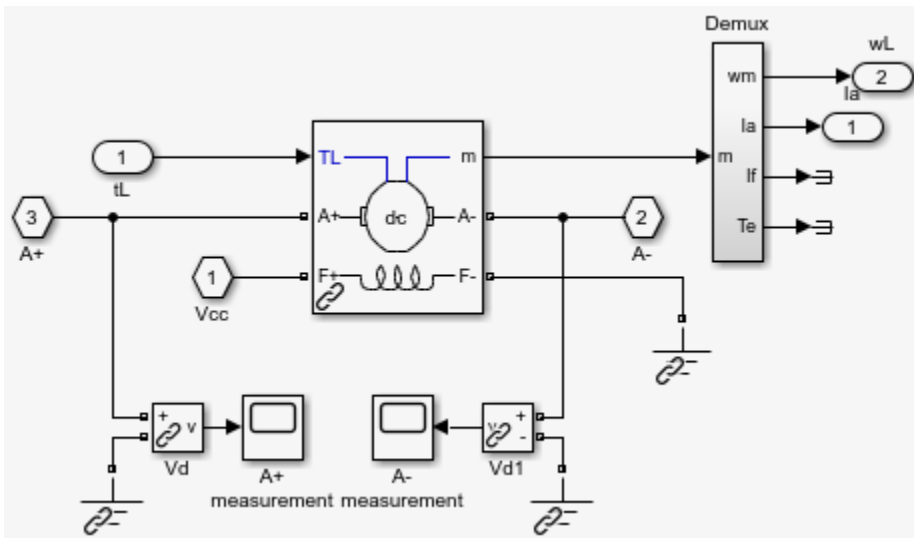 Demux
wL
wm
2
Ia
Ia
1
1
TL
m
m
tL
If
3
A+
dc
A-
2
Te
A+
A-
1
F+
F-
Vcc
+
v
v
+
-
Vd
A+
A-
Vd1
measurement
measurement